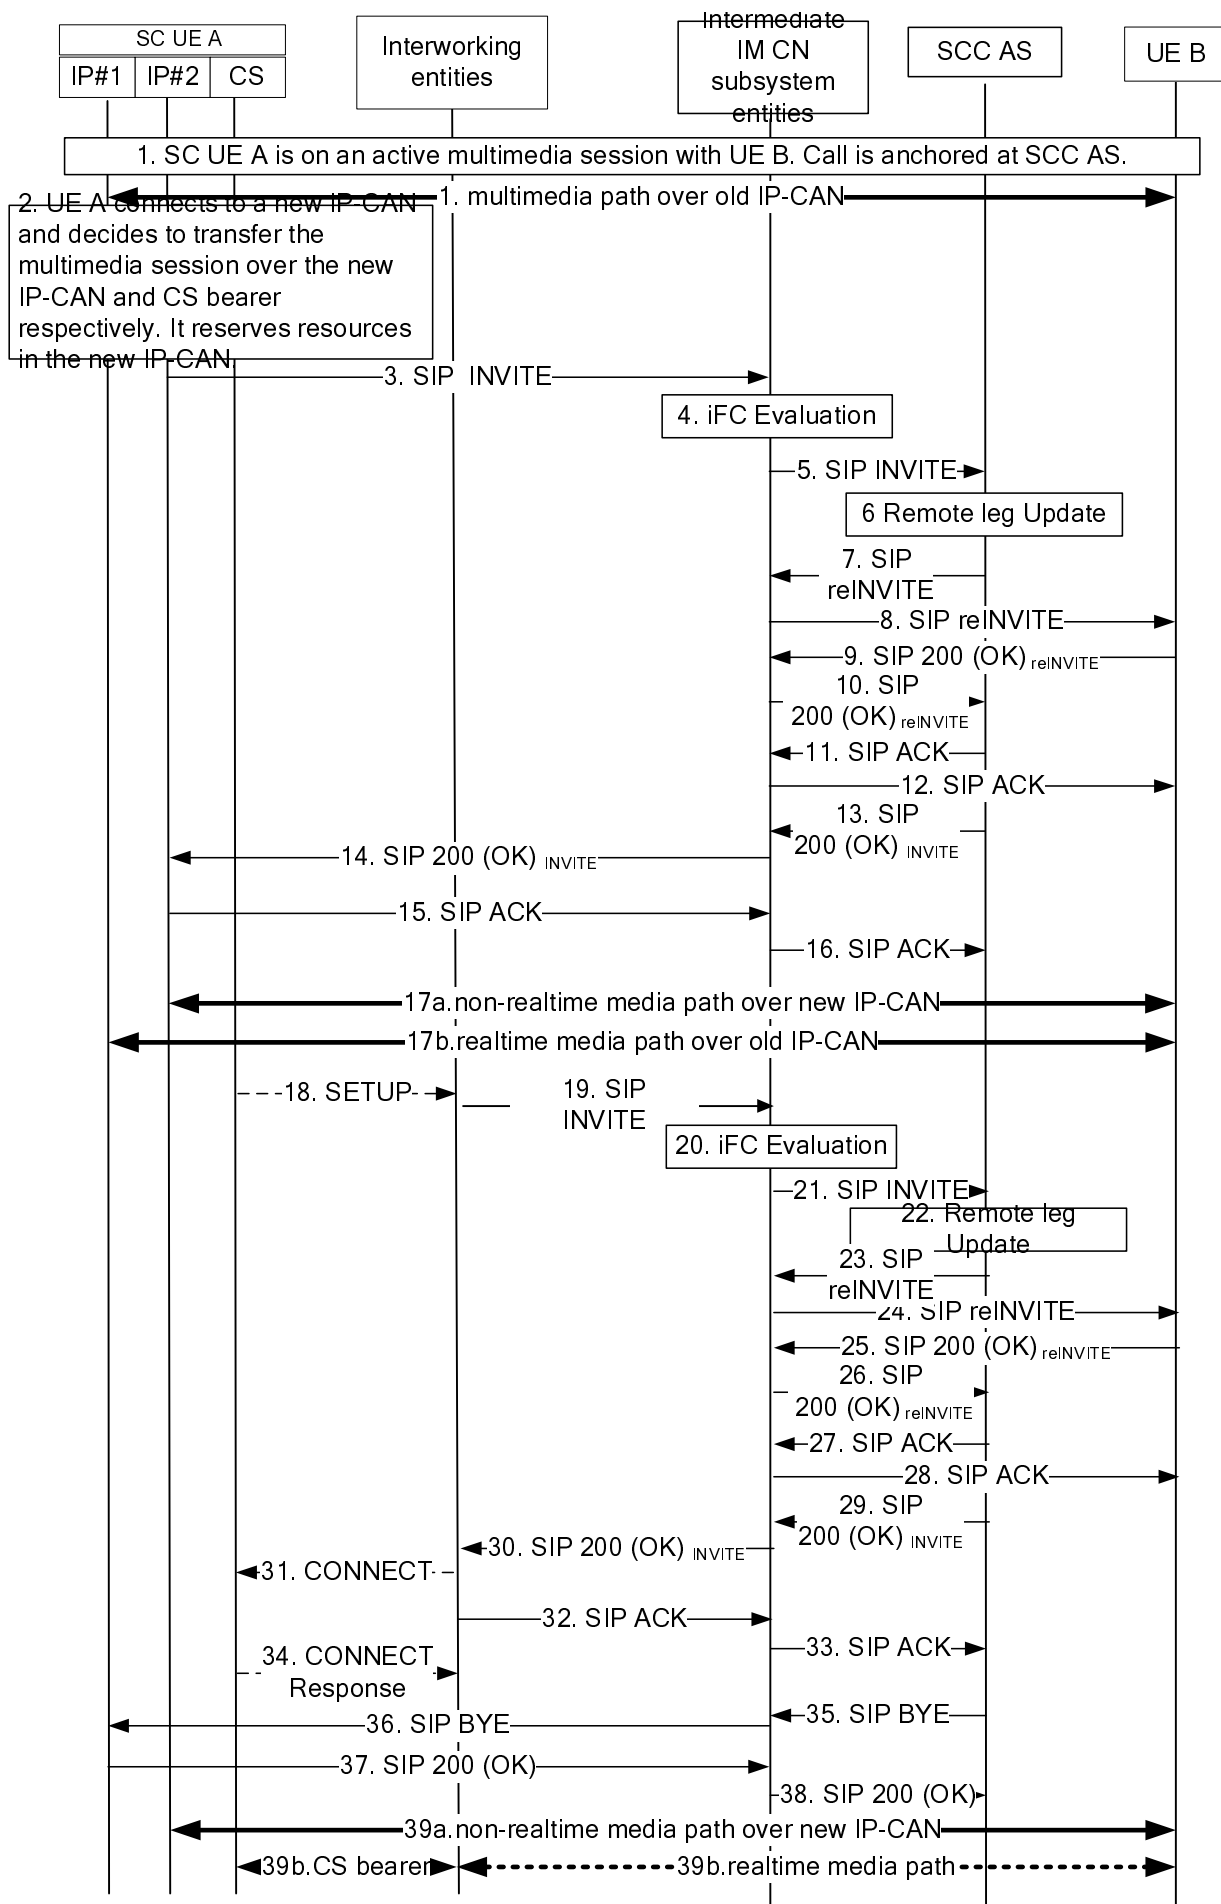 SC UE A
IP#1
IP#2
CS
Interworking
entities
Intermediate
IM CN
subsystem
entities
SCC AS
UE B
1. SC UE A is on an active multimedia session with UE B. Call is anchored at SCC AS.
1. multimedia path over old IP-CAN
2. UE A connects to a new IP-CAN
and decides to transfer the
multimedia session over the new
IP-CAN and CS bearer
respectively. It reserves resources
in the new IP-CAN.
3. SIP INVITE
4. iFC Evaluation
5. SIP INVITE
6 Remote leg Update
7. SIP
reINVITE
8. SIP reINVITE
9. SIP 200 (OK) reINVITE
10. SIP
200 (OK) reINVITE
11. SIP ACK
12. SIP ACK
13. SIP
200 (OK) INVITE
14. SIP 200 (OK) INVITE
15. SIP ACK
16. SIP ACK
17a.non-realtime media path over new IP-CAN
17b.realtime media path over old IP-CAN
18. SETUP
19. SIP
INVITE
20. iFC Evaluation
21. SIP INVITE
22. Remote leg
Update
23. SIP
reINVITE
24. SIP reINVITE
25. SIP 200 (OK) reINVITE
26. SIP
200 (OK) reINVITE
27. SIP ACK
28. SIP ACK
29. SIP
200 (OK) INVITE
30. SIP 200 (OK) INVITE
31. CONNECT
32. SIP ACK
33. SIP ACK
34. CONNECT
Response
35. SIP BYE
36. SIP BYE
37. SIP 200 (OK)
38. SIP 200 (OK)
39a.non-realtime media path over new IP-CAN
39b.CS bearer
39b.realtime media path